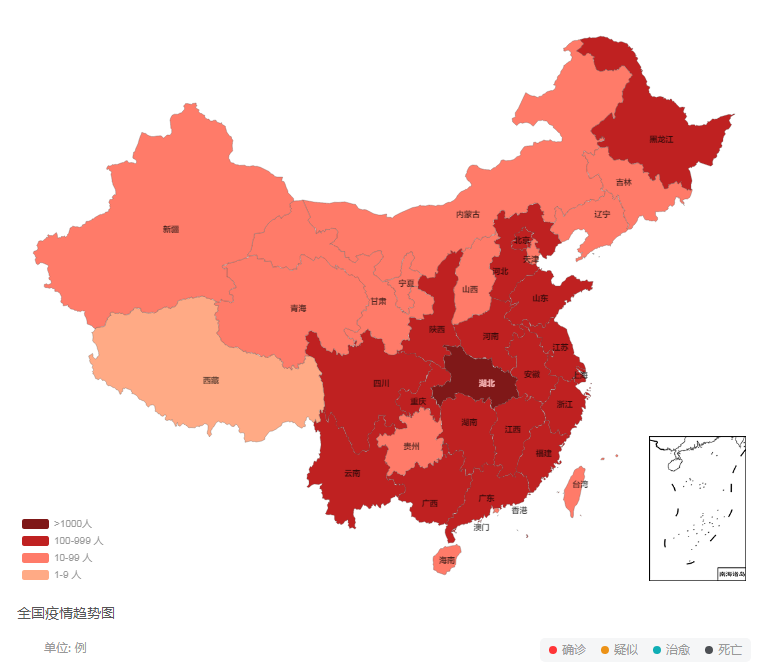 黑龙江
吉林
辽宁
内蒙古
新疆
北京
天津
河北
宁夏
山西
甘肃
青海
山东
陕西
河南
江苏
西藏
四川
湖北
安徽
上海
重庆
浙江
湖南
江西
贵州
福建
云南
台湾
广西
广东
香港
澳门
海南
>1000人
100-999 人
10-99 人
1-9 人
南海诸岛
全国疫情趋势图
单位: 例
确诊 疑似 治愈 死亡